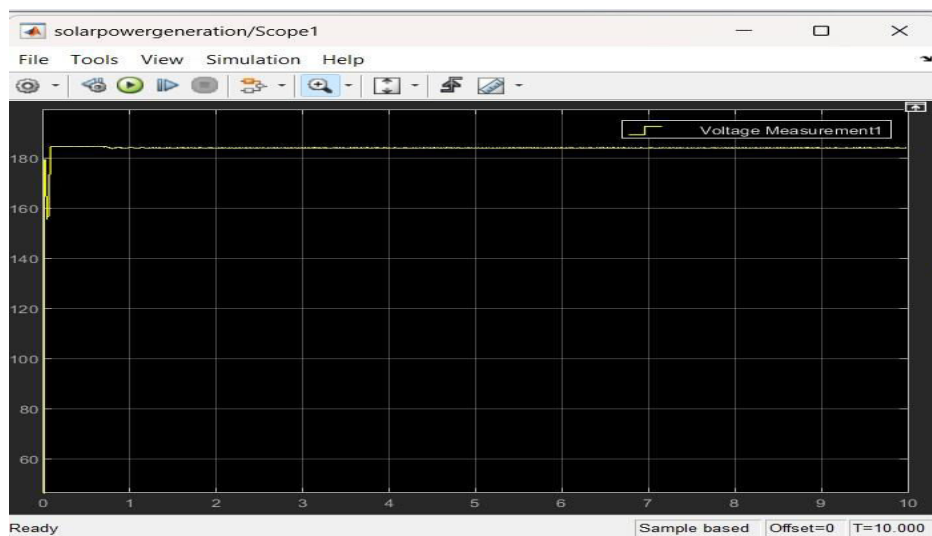 solarpowergeneration/Scope1
File Tools View Simulation Help
Voltage Measurement1
180
160
140
120
100
80
60
0 1 2 3 4 5 6 7 8 9 10
Ready Sample based Offset=0 T=10.000